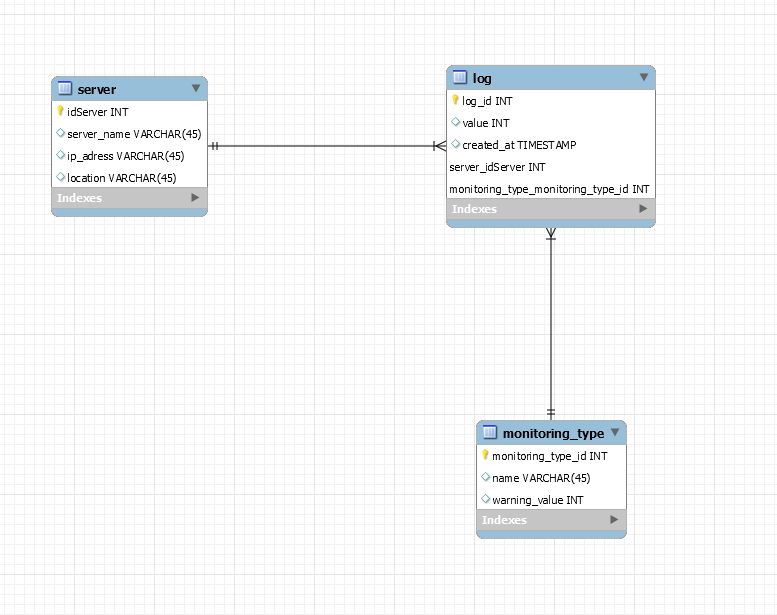 server
idServer INT
server_name VARCHAR(45)
ip_adress VARCHAR(45)
location VARCHAR(45)
Indexes
log
log_id INT
value INT
created_at TIMESTAMP
server_idServer INT
monitoring_type_monitoring_type_id INT
Indexes
monitoring_type
monitoring_type_id INT
name VARCHAR(45)
warning_value INT
Indexes